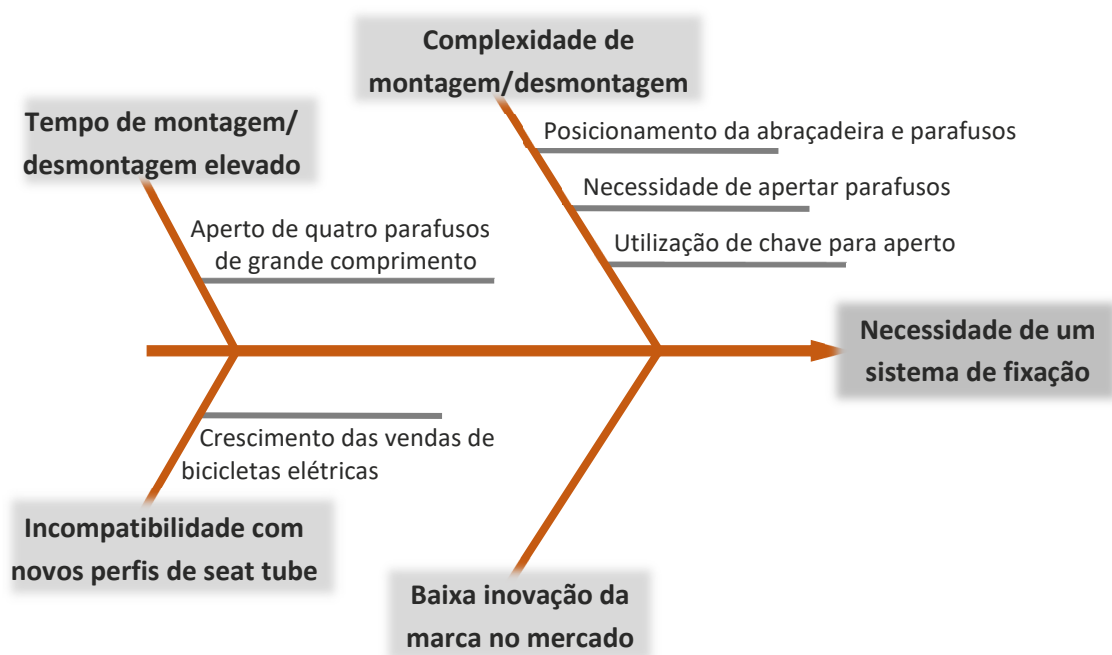 Complexidade de
montagem/desmontagem
Tempo de montagem/
desmontagem elevado
Posicionamento da abraçadeira e parafusos
Necessidade de apertar parafusos
Utilização de chave para aperto
Aperto de quatro parafusos
de grande comprimento
Necessidade de um
sistema de fixação
Crescimento das vendas de
bicicletas elétricas
Incompatibilidade com
novos perfis de seat tube
Baixa inovação da
marca no mercado